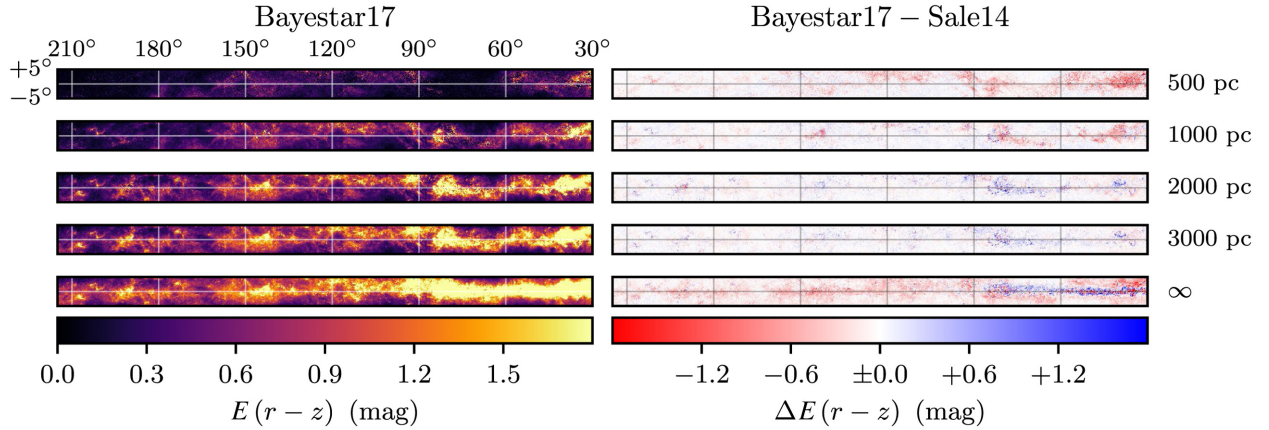 Bayestar17
Bayestar17 − Sale14
210° 180° 150° 120° 90° 60° 30°
+5°
−5°
500 pc
1000 pc
2000 pc
3000 pc
∞
0.0 0.3 0.6 0.9 1.2 1.5
−1.2 −0.6 ±0.0 +0.6 +1.2
E (r − z) (mag)
ΔE (r − z) (mag)